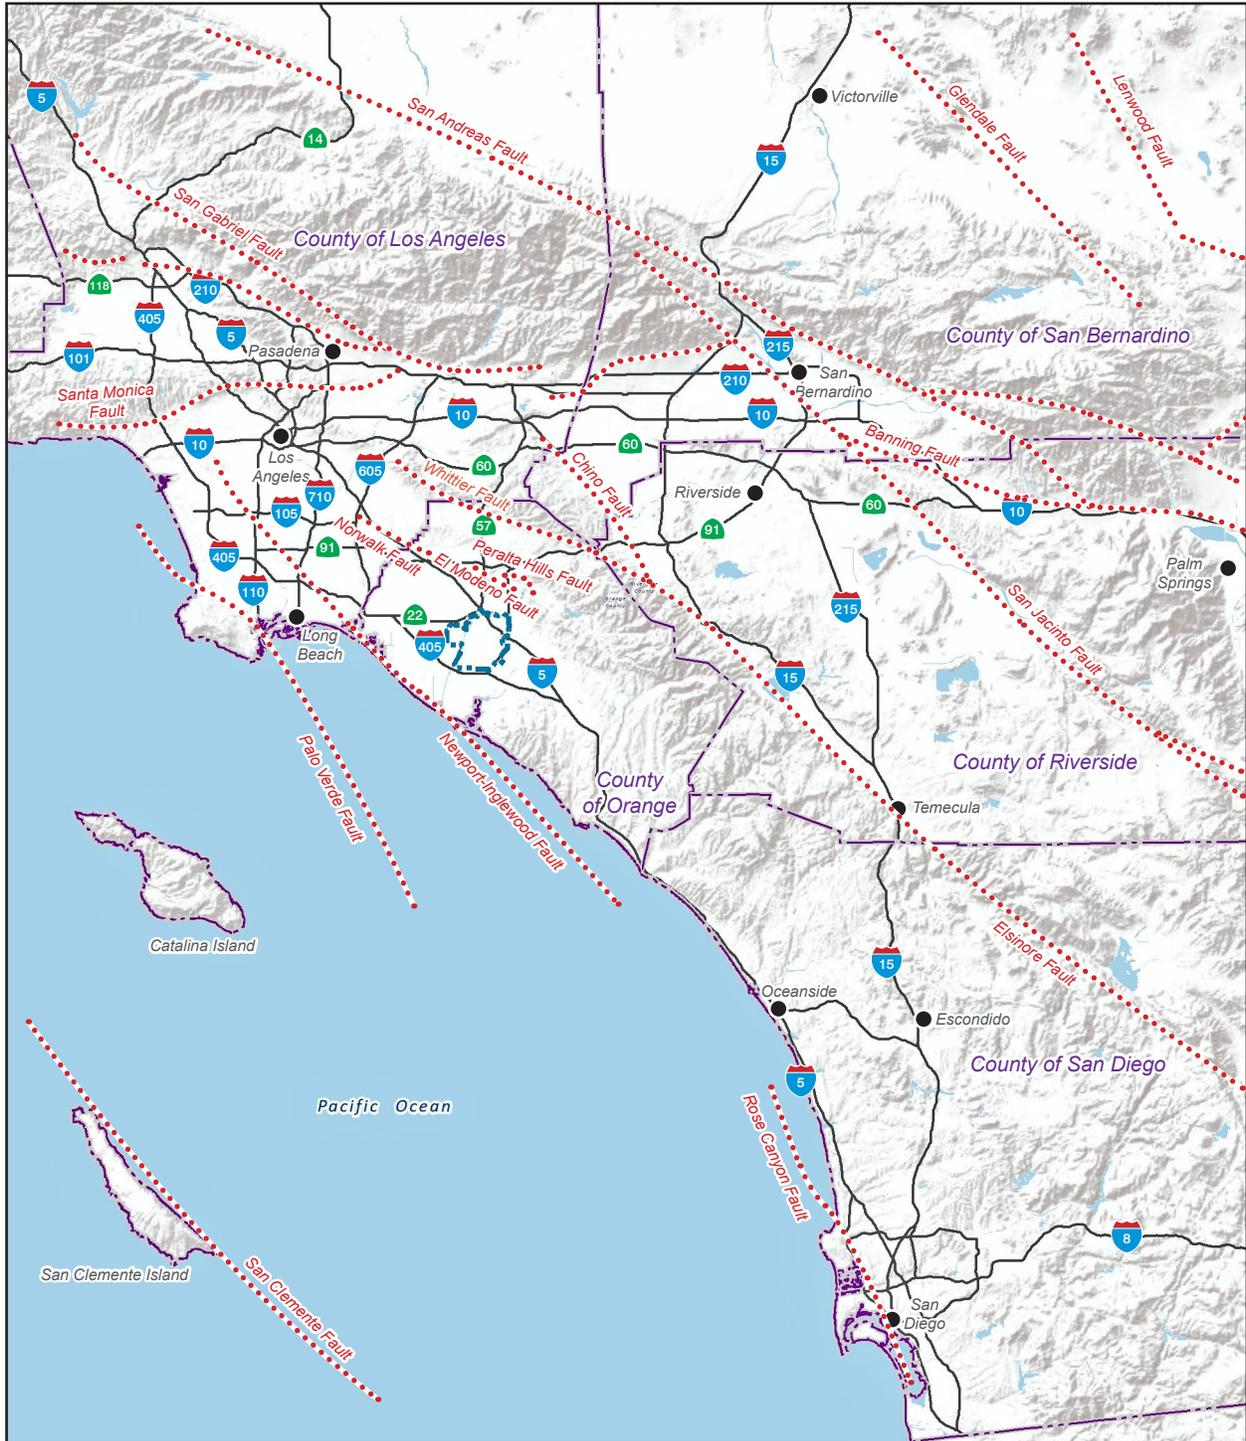 Victorville
5
San Andreas Fault
Glendale Fault
Lenwood Fault
14
15
San Gabriel Fault
County of Los Angeles
118
210
405
5
215
County of San Bernardino
101
Pasadena
210
San
Bernardino
Santa Monica
Fault
10
10
10
60
Banning Fault
Los
Angeles
605
60
Whittier Fault
Chino Fault
710
Riverside
60
10
105
57
91
405
91
Norwalk Fault
El Modeno Fault
Peralta Hills Fault
Palm
Springs
110
County
Orange
County
215
San Jacinto Fault
22
Long
Beach
405
5
15
Palo Verde Fault
Newport-Inglewood Fault
County
of Orange
County of Riverside
Temecula
Catalina Island
15
Elsinore Fault
Oceanside
Escondido
County of San Diego
5
Pacific Ocean
Rose Canyon Fault
8
San Clemente Island
San Clemente Fault
San
Diego